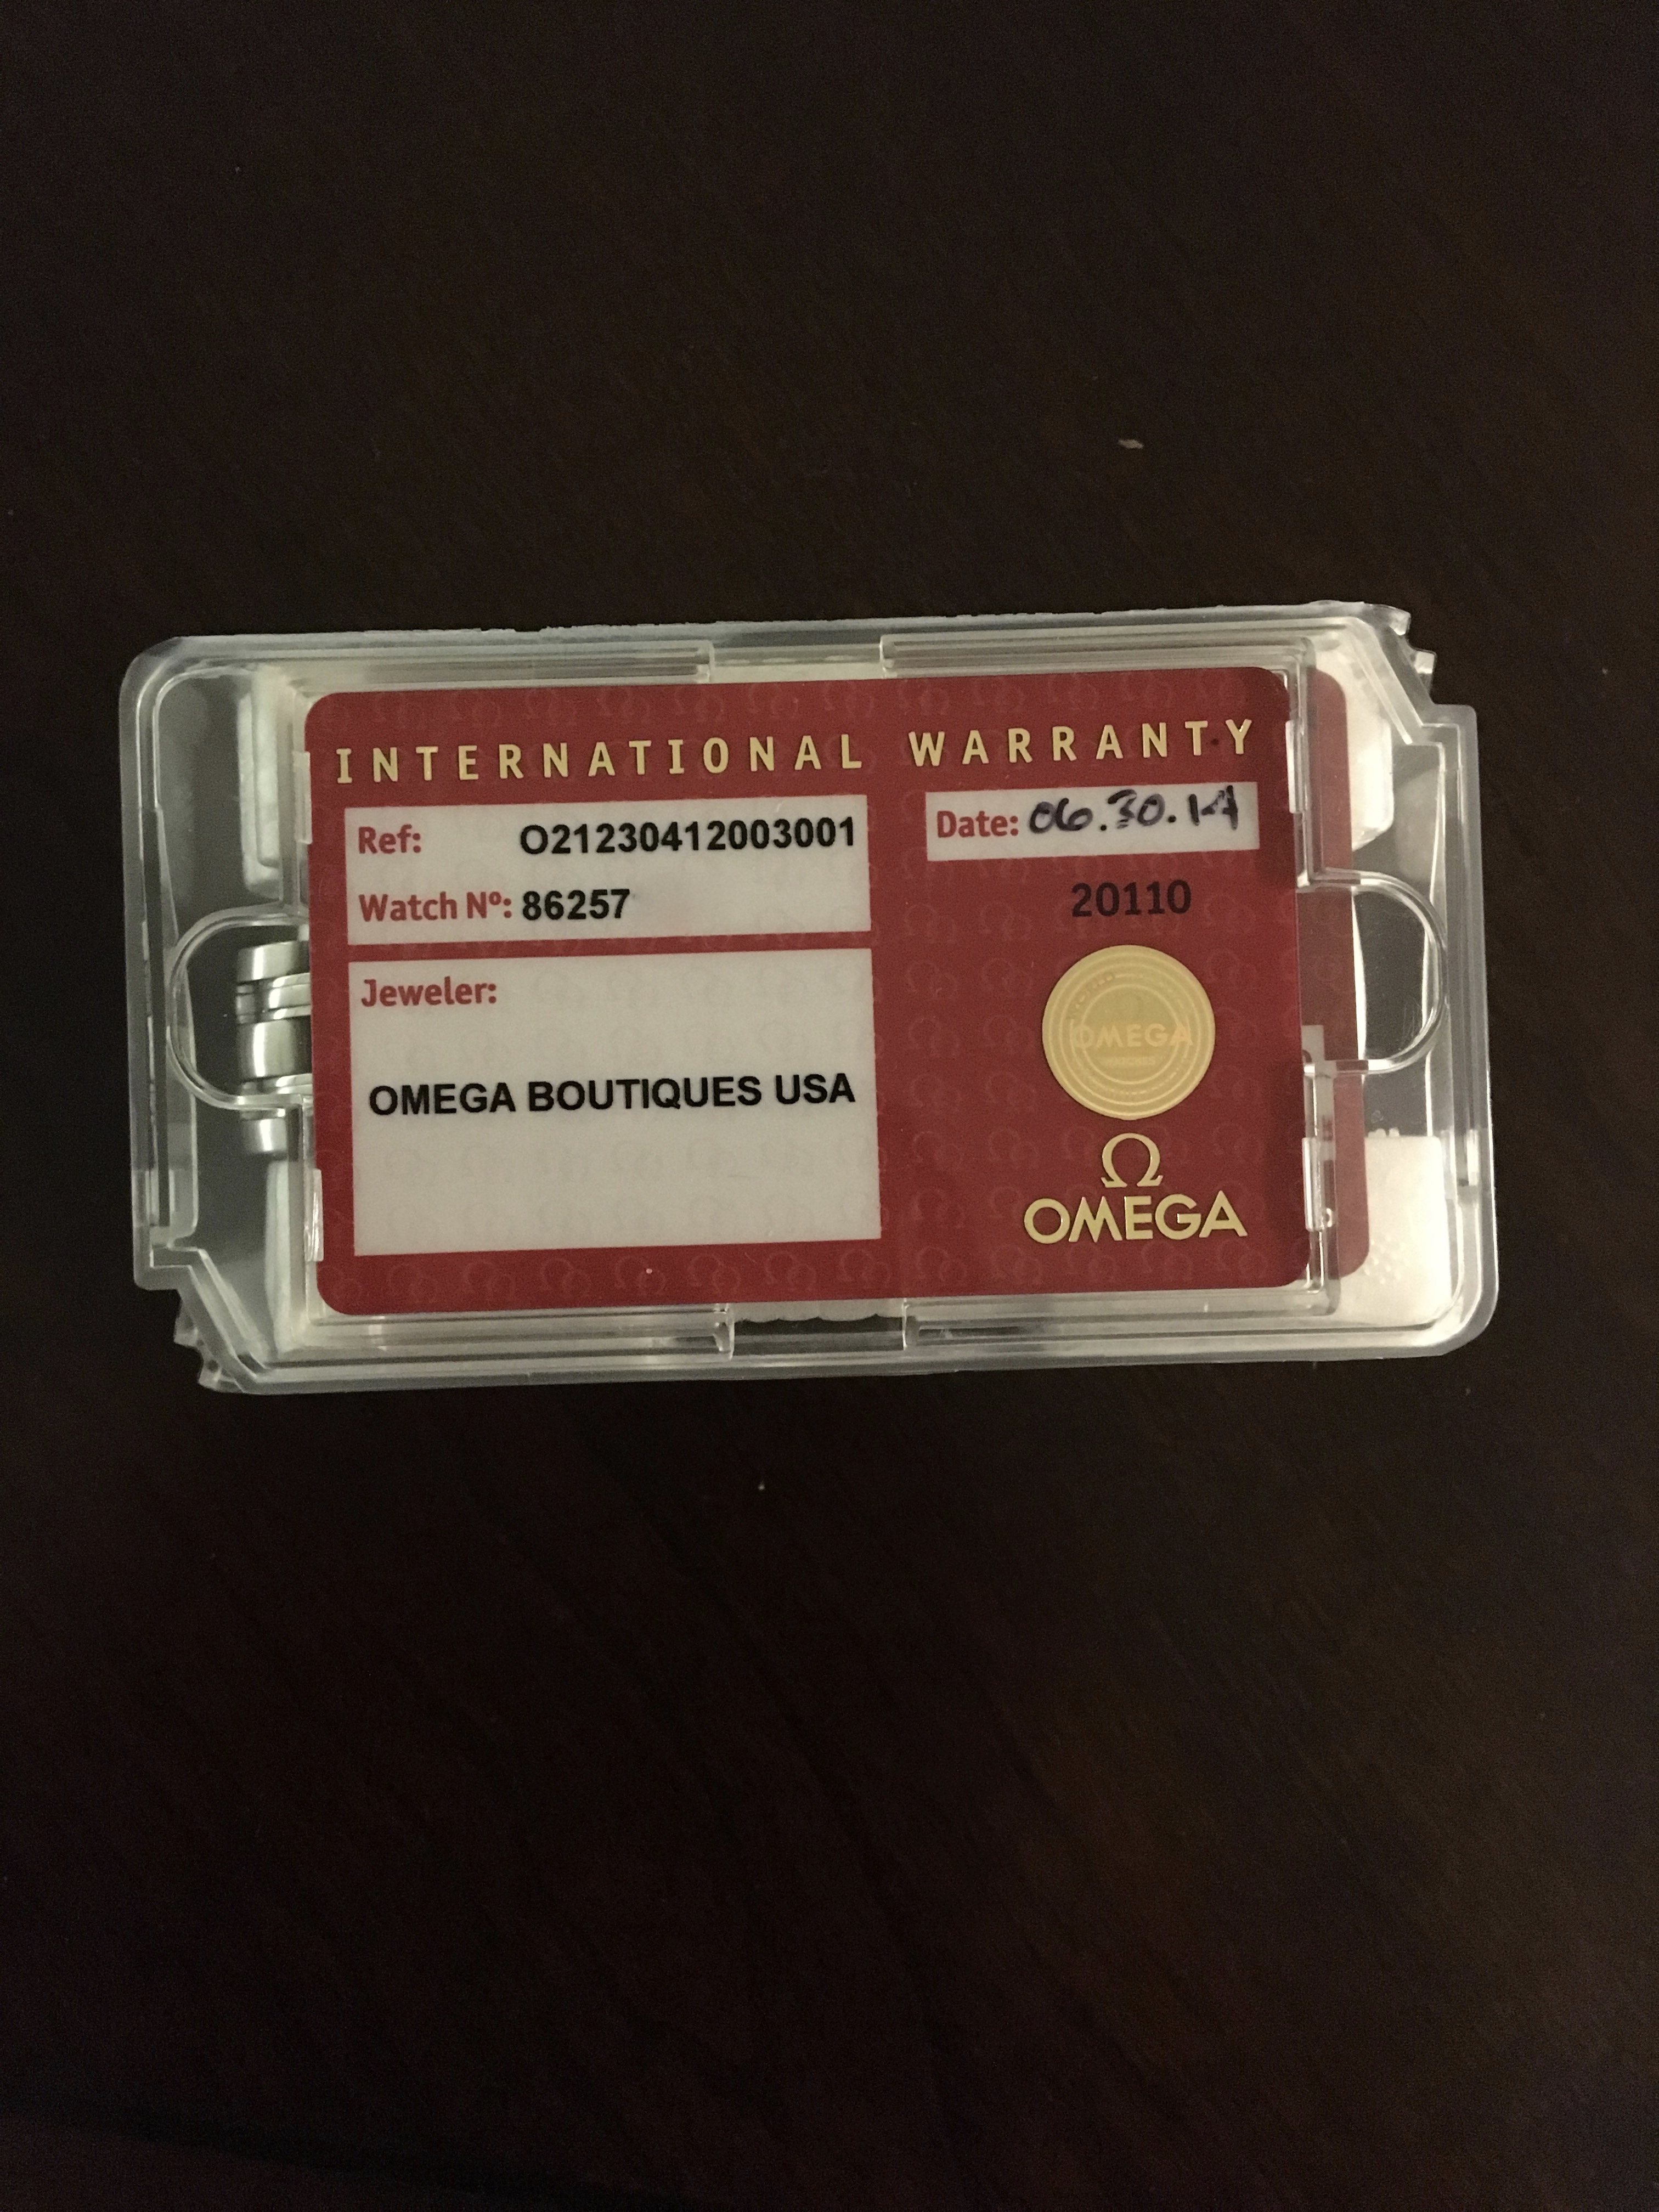 INTERNATIONAL WARRANTY
Ref: O21230412003001
Watch Nº: 86257
Date: 06.30.14
20110
Jeweler:
OMEGA BOUTIQUES USA
OMEGA
Ω
OMEGA